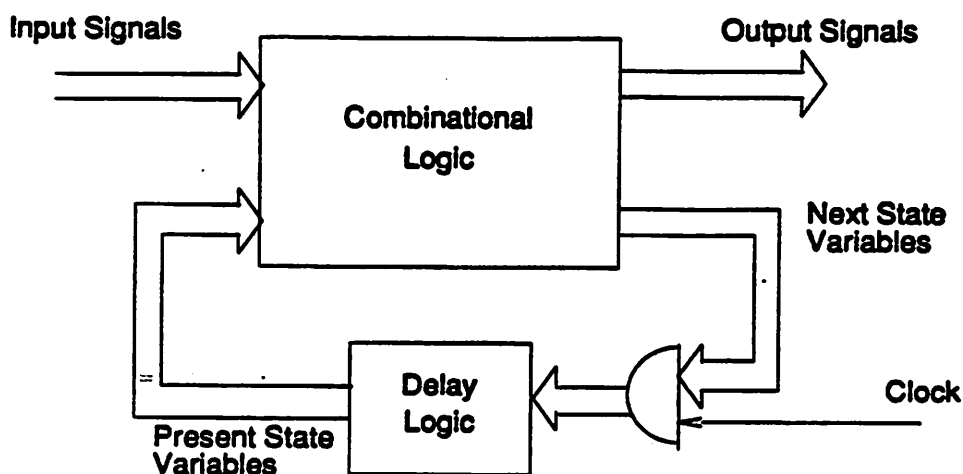 Input Signals
Output Signals
Combinational
Logic
Next State
Variables
Delay
Logic
Clock
Present State
Variables